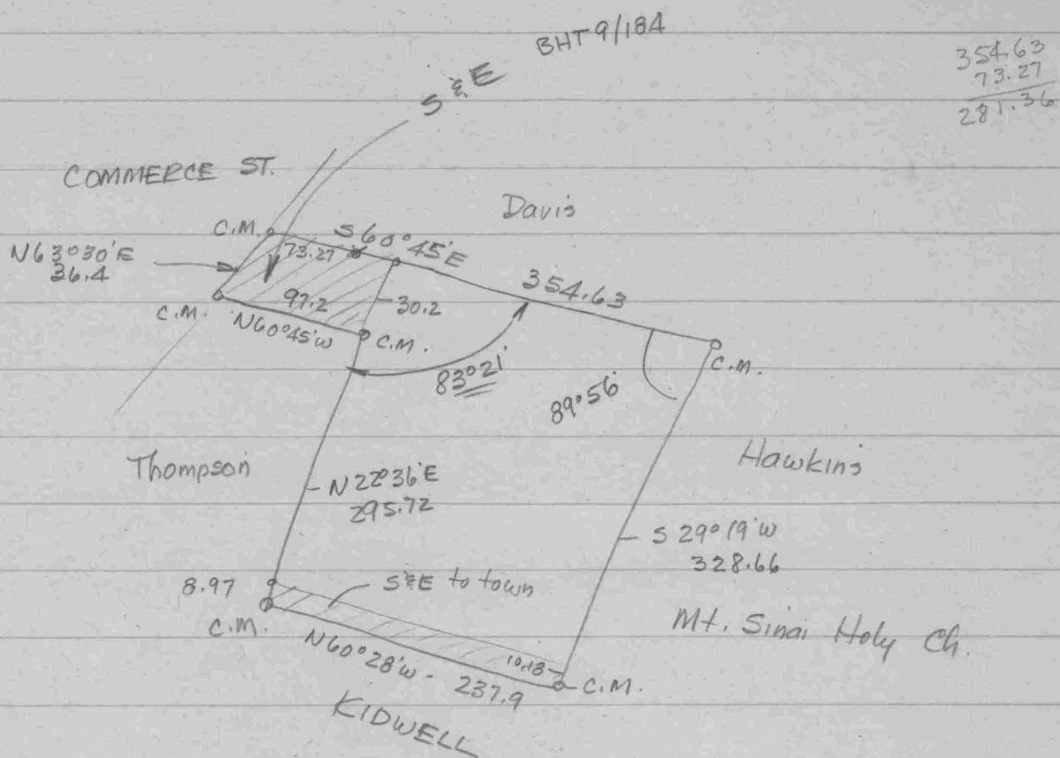 BHT 9/184
S & E
354.63
73.27
281.36
COMMERCE ST.
Davis
C.M.
S 60°45'E
N63°30'E
36.4
73.27
354.63
97.2
30.2
C.M.
N60°45'W
C.M.
83°21'
C.M.
89°56'
Thompson
Hawkins
N22°36'E
295.72
S 29°19'W
328.66
8.97
S&E to town
C.M.
Mt. Sinai Holy Ch.
N60°28'W - 237.9
10.18
C.M.
KIDWELL